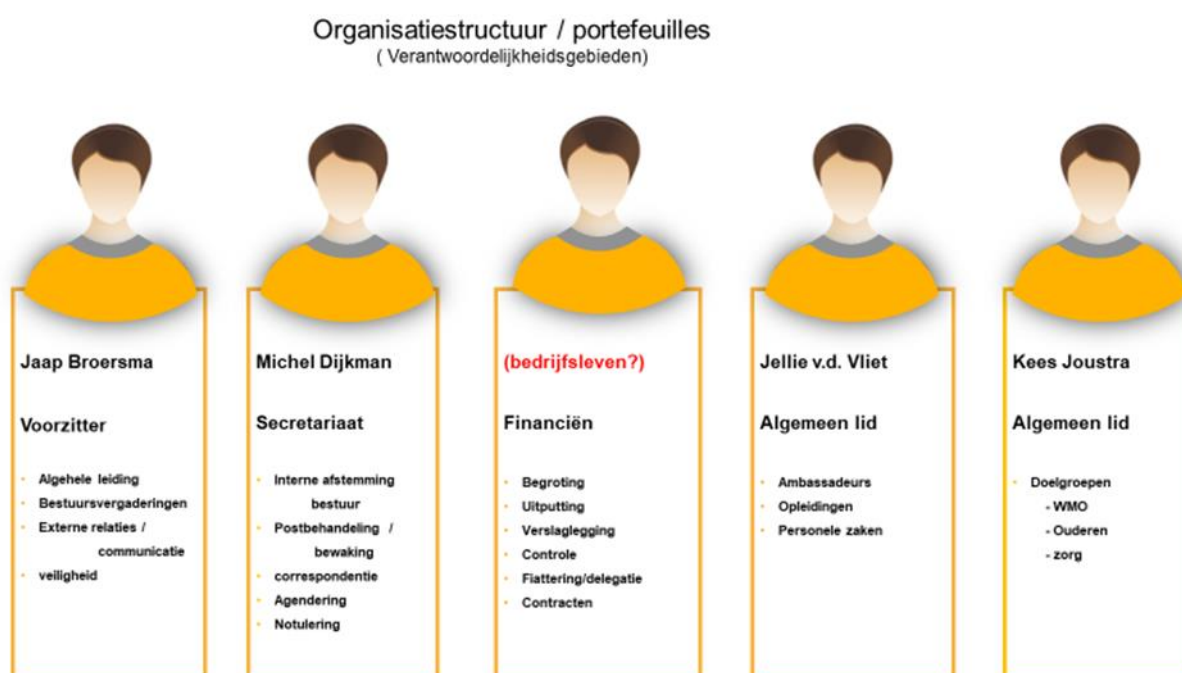 Organisatiestructuur / portefeuilles
( Verantwoordelijkheidsgebieden)
Jaap Broersma
Voorzitter
• Algehele leiding
• Bestuursvergaderingen
• Externe relaties /
communicatie
• veiligheid
Michel Dijkman
Secretariaat
• Interne afstemming
bestuur
• Postbehandeling /
bewaking
• correspondentie
• Agendering
• Notulering
(bedrijfsleven?)
Financiën
• Begroting
• Uitputting
• Verslaglegging
• Controle
• Fiattering/delegatie
• Contracten
Jellie v.d. Vliet
Algemeen lid
• Ambassadeurs
• Opleidingen
• Personele zaken
Kees Joustra
Algemeen lid
• Doelgroepen
- WMO
- Ouderen
- zorg